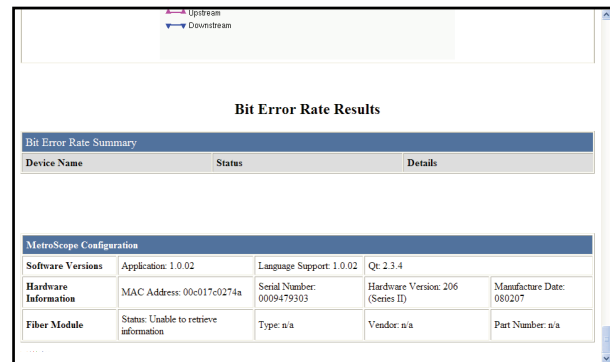 Upstream
Downstream
Bit Error Rate Results
Bit Error Rate Summary
Device Name Status Details
MetroScope Configuration
Software Versions Application: 1.0.02 Language Support: 1.0.02 Qt: 2.3.4
Hardware Information MAC Address: 00c017c0274a Serial Number: 0009479303 Hardware Version: 206 (Series II) Manufacture Date: 080207
Fiber Module Status: Unable to retrieve information Type: n/a Vendor: n/a Part Number: n/a